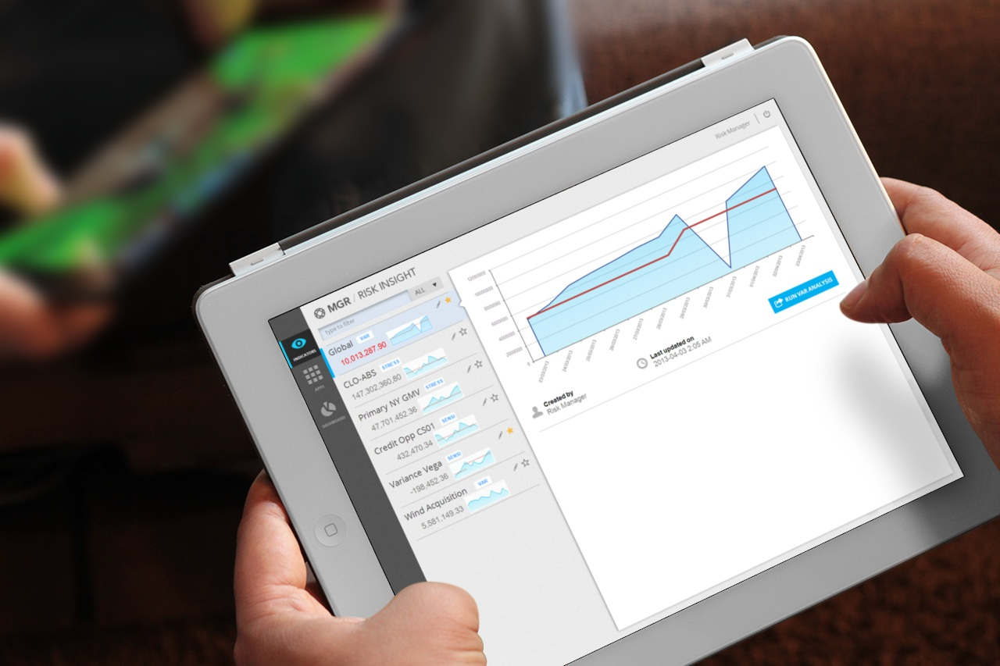 Risk Manager
MGR / RISK INSIGHT
type to filter
ALL
INDICATORS
APPS
DASHBOARD
Global VAR
10,013,287.90
CLO-ABS STRESS
147,302,360.80
Primary NY GMV STRESS
47,701,452.36
Credit Opp CS01 SENSI
432,470.34
Variance Vega SENSI
-198,452.36
Wind Acquisition VAR
5,581,149.33
12000000
10000000
8000000
6000000
4000000
2000000
0
RUN VAR ANALYSIS
Last updated on
2013-04-03 2:05 AM
Created by
Risk Manager